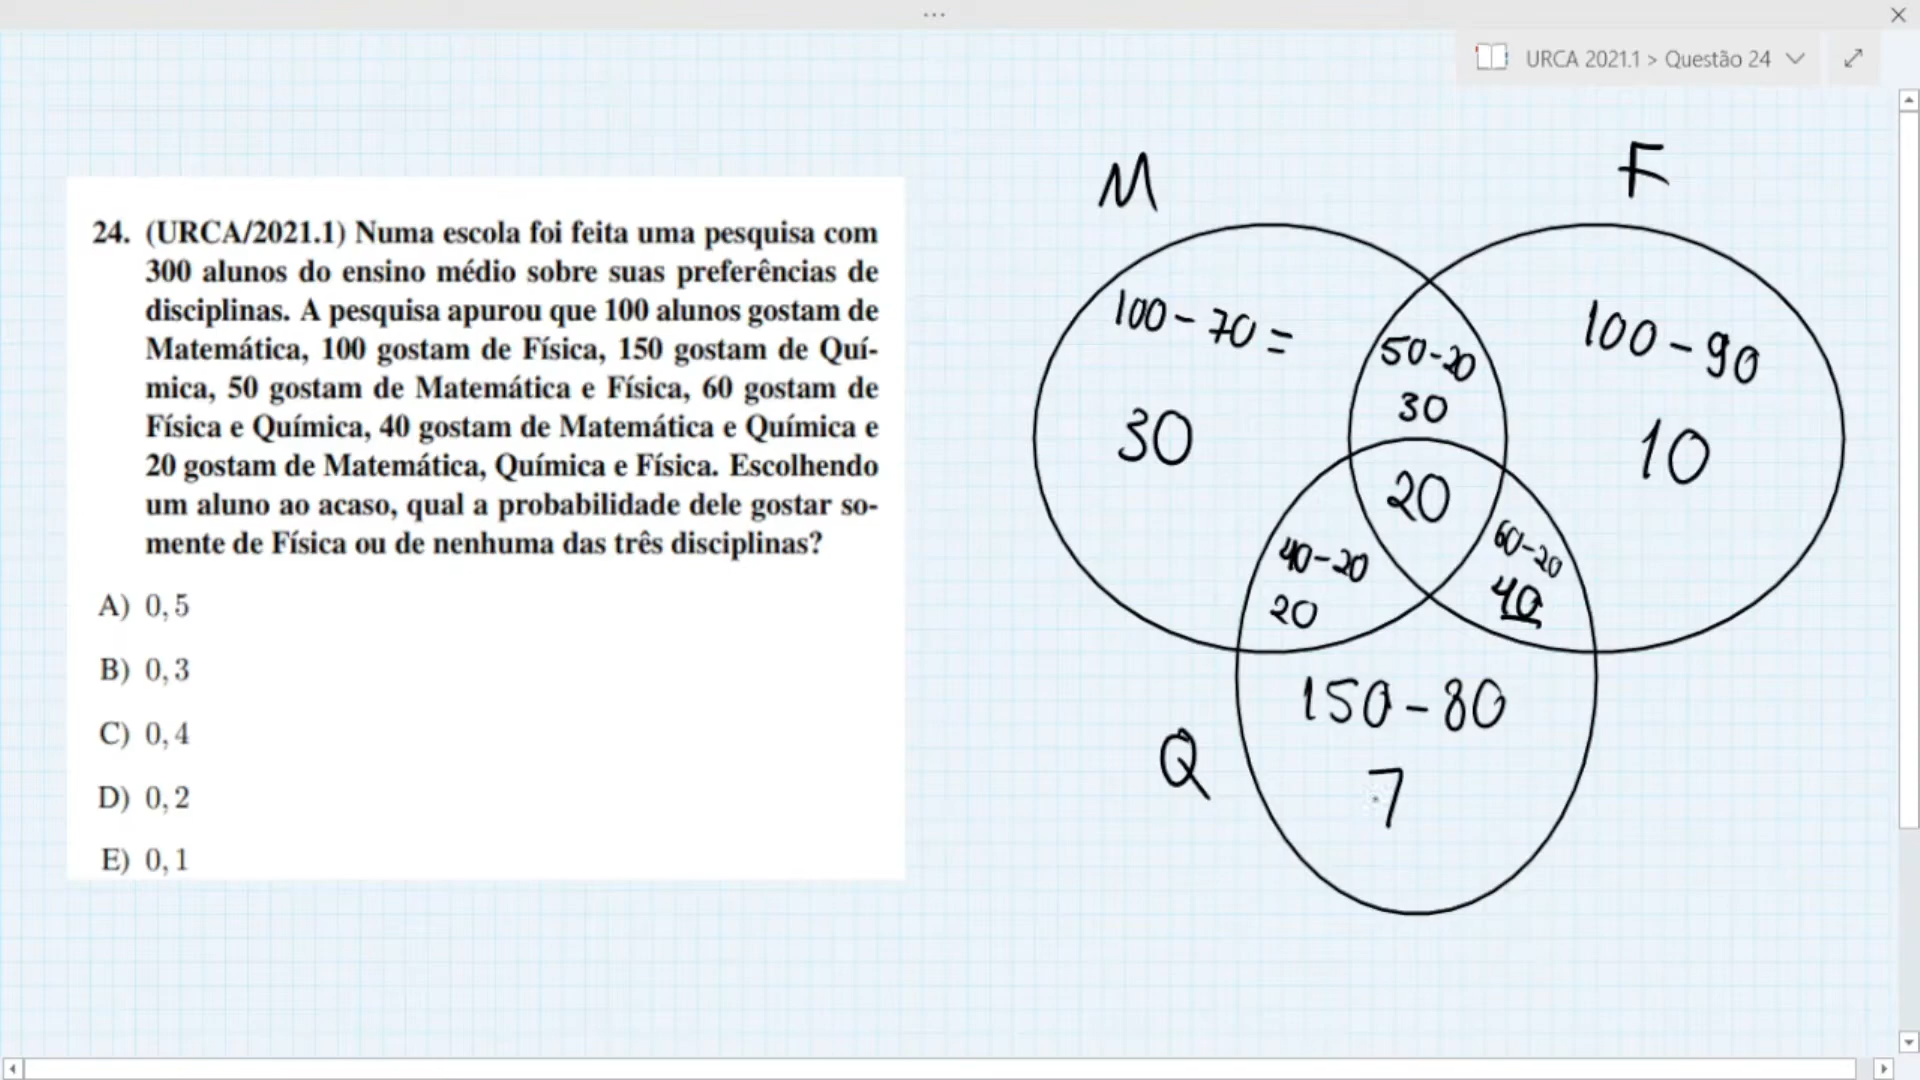 URCA 2021.1 > Questão 24
24. (URCA/2021.1) Numa escola foi feita uma pesquisa com
300 alunos do ensino médio sobre suas preferências de
disciplinas. A pesquisa apurou que 100 alunos gostam de
Matemática, 100 gostam de Física, 150 gostam de Quí-
mica, 50 gostam de Matemática e Física, 60 gostam de
Física e Química, 40 gostam de Matemática e Química e
20 gostam de Matemática, Química e Física. Escolhendo
um aluno ao acaso, qual a probabilidade dele gostar so-
mente de Física ou de nenhuma das três disciplinas?
A) 0,5
B) 0,3
C) 0,4
D) 0,2
E) 0,1
M
F
100-70=
30
50-20
30
100-90
10
20
40-20
20
60-20
40
Q
150-80
7